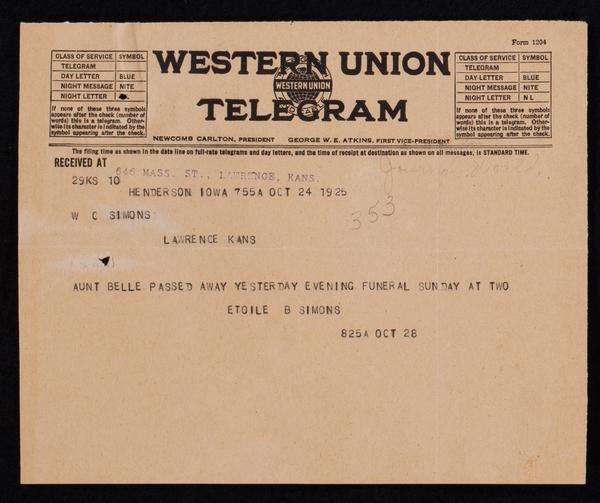 Form 1204
CLASS OF SERVICE SYMBOL
TELEGRAM
DAY LETTER BLUE
NIGHT MESSAGE NITE
NIGHT LETTER
If none of these three symbols
appears after the check (number of
words) this is a telegram. Other-
wise its character is indicated by the
symbol appearing after the check.
WESTERN UNION
WESTERN UNION
TELEGRAM
NEWCOMB CARLTON, PRESIDENT GEORGE W. E. ATKINS, FIRST VICE-PRESIDENT
CLASS OF SERVICE SYMBOL
TELEGRAM
DAY LETTER BLUE
NIGHT MESSAGE NITE
NIGHT LETTER N L
If none of these three symbols
appears after the check (number of
words) this is a telegram. Other-
wise its character is indicated by the
symbol appearing after the check.
The filing time as shown in the date line on full-rate telegrams and day letters, and the time of receipt at destination as shown on all messages, is STANDARD TIME.
RECEIVED AT
646 MASS. ST., LAWRENCE, KANS.
29KS 10 HENDERSON IOWA 755A OCT 24 1925
353
W C SIMONS
LAWRENCE KANS
AUNT BELLE PASSED AWAY YESTERDAY EVENING FUNERAL SUNDAY AT TWO
ETOILE B SIMONS
825A OCT 28